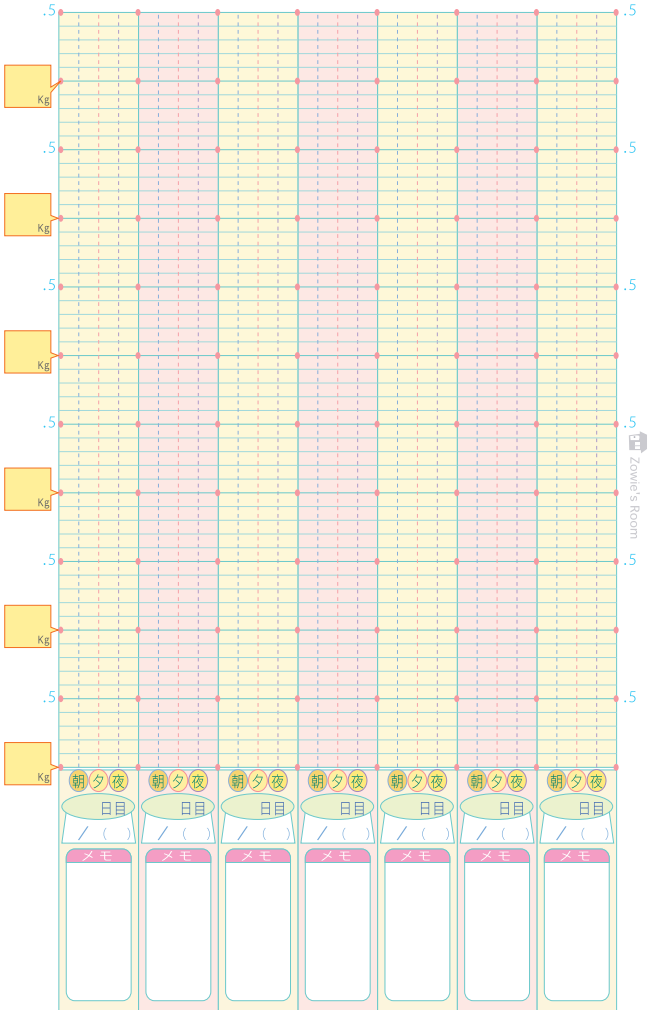 .5 .5
Kg
.5 .5
Kg
.5 .5
Kg
.5 .5
Zowie's Room
Kg
.5 .5
Kg
.5 .5
Kg
朝 夕 夜 朝 夕 夜 朝 夕 夜 朝 夕 夜 朝 夕 夜 朝 夕 夜 朝 夕 夜
日目 日目 日目 日目 日目 日目 日目
/ ( ) / ( ) / ( ) / ( ) / ( ) / ( ) / ( )
メモ メモ メモ メモ メモ メモ メモ